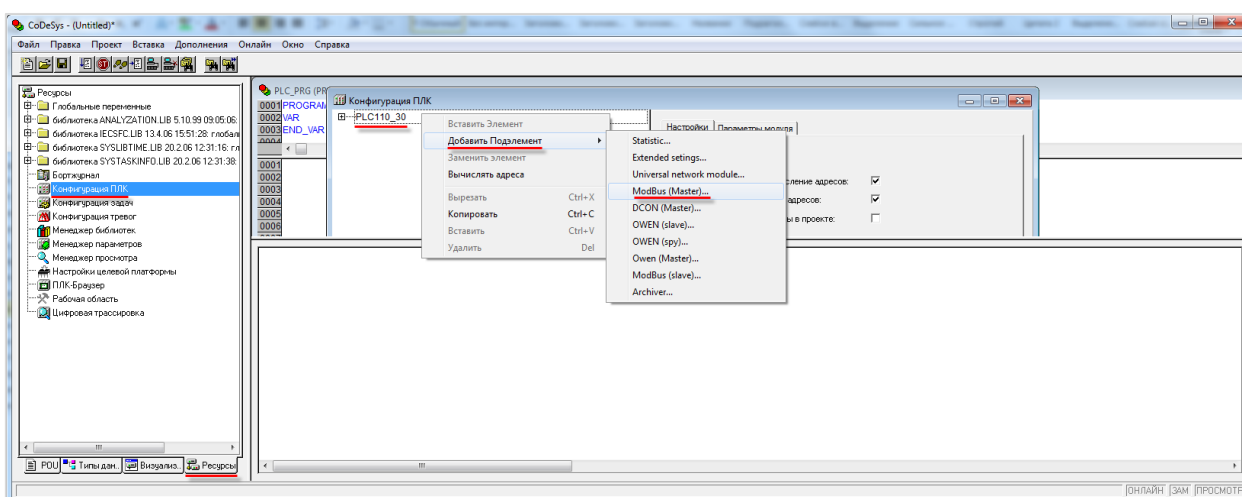 CoDeSys - (Untitled)*
Файл Правка Проект Вставка Дополнения Онлайн Окно Справка
Ресурсы
Глобальные переменные
библиотека ANALYZATION.LIB 5.10.99 09:05:06:
библиотека IECSFC.LIB 13.4.06 15:51:28: глобал
библиотека SYSLIBTIME.LIB 20.2.06 12:31:16: гл
библиотека SYSTASKINFO.LIB 20.2.06 12:31:38:
Бортжурнал
Конфигурация ПЛК
Конфигурация задач
Конфигурация тревог
Менеджер библиотек
Менеджер параметров
Менеджер просмотра
Настройки целевой платформы
ПЛК-Браузер
Рабочая область
Цифровая трассировка
POU Типы дан.. Визуализ.. Ресурсы
PLC_PRG (PR
0001 PROGRAM
0002 VAR
0003 END_VAR
0004
0001
0002
0003
0004
0005
0006
Конфигурация ПЛК
PLC110_30
Настройки Параметры модуля
сление адресов:
адресов:
ы в проекте:
Вставить Элемент
Добавить Подэлемент
Заменить элемент
Вычислять адреса
Вырезать Ctrl+X
Копировать Ctrl+C
Вставить Ctrl+V
Удалить Del
Statistic...
Extended setings...
Universal network module...
ModBus (Master)...
DCON (Master)...
OWEN (slave)...
OWEN (spy)...
Owen (Master)...
ModBus (slave)...
Archiver...
ОНЛАЙН ЗАМ ПРОСМОТР